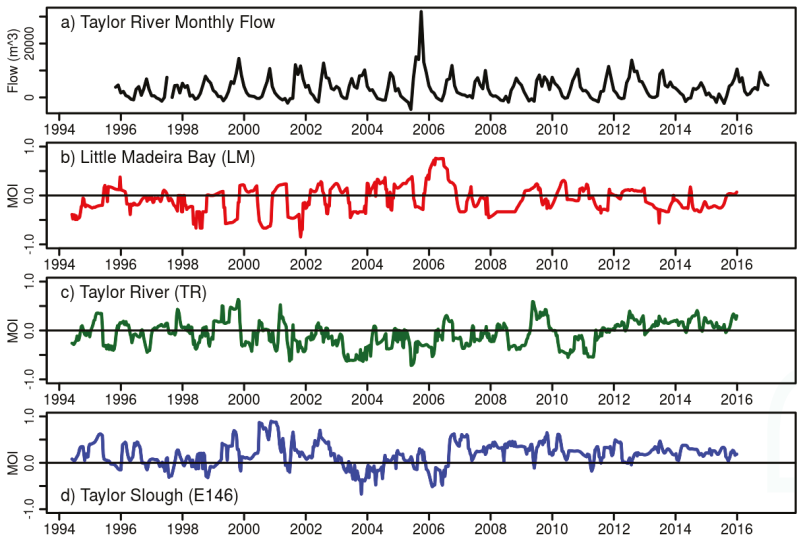 a) Taylor River Monthly Flow
Flow (m^3)
20000
0
1994 1996 1998 2000 2002 2004 2006 2008 2010 2012 2014 2016
b) Little Madeira Bay (LM)
MOI
1.0
0.0
-1.0
1994 1996 1998 2000 2002 2004 2006 2008 2010 2012 2014 2016
c) Taylor River (TR)
MOI
1.0
0.0
-1.0
1994 1996 1998 2000 2002 2004 2006 2008 2010 2012 2014 2016
MOI
1.0
0.0
-1.0
d) Taylor Slough (E146)
1994 1996 1998 2000 2002 2004 2006 2008 2010 2012 2014 2016